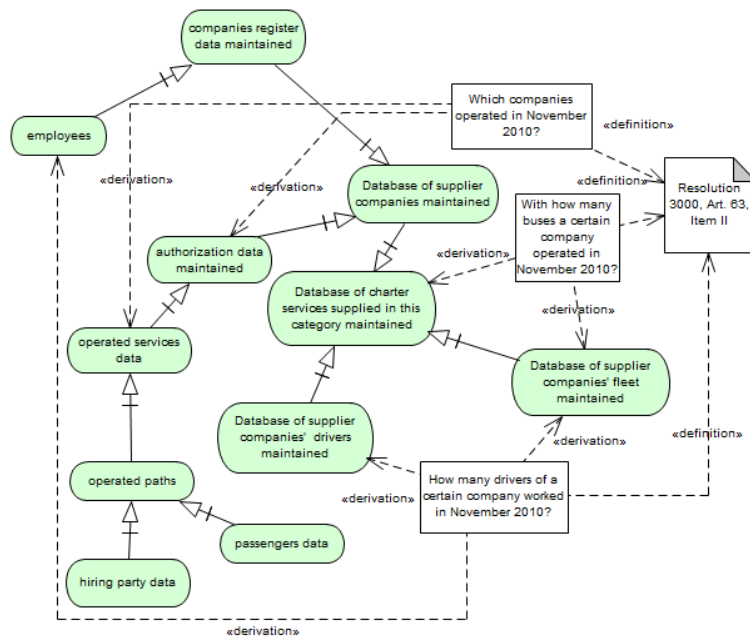 companies register
data maintained
employees
Which companies
operated in November
2010?
«definition»
«derivation»
«derivation»
«definition»
Resolution
3000, Art. 63,
Item II
Database of supplier
companies maintained
With how many
buses a certain
company
operated in
November 2010?
authorization data
maintained
Database of charter
services supplied in this
category maintained
«derivation»
«derivation»
operated services
data
Database of supplier
companies' fleet
maintained
Database of supplier
companies' drivers
maintained
«derivation»
«definition»
operated paths
«derivation»
How many drivers of a
certain company worked
in November 2010?
passengers data
hiring party data
«derivation»